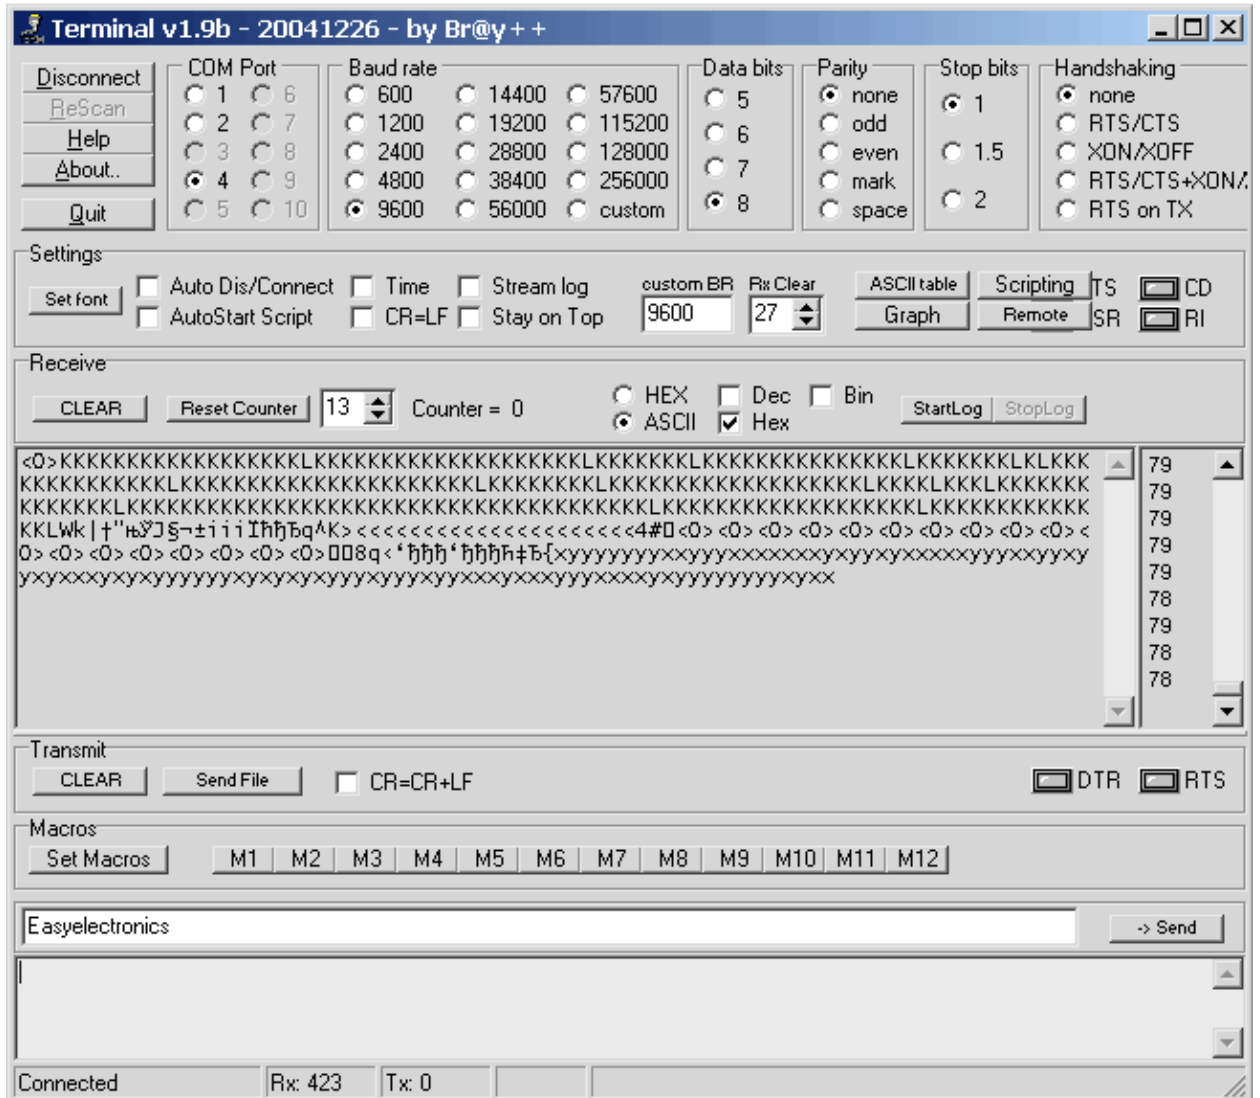 Terminal v1.9b - 20041226 - by Br@y++
Disconnect
ReScan
Help
About..
Quit
COM Port
1 6
2 7
3 8
4 9
5 10
Baud rate
600 14400 57600
1200 19200 115200
2400 28800 128000
4800 38400 256000
9600 56000 custom
Data bits
5
6
7
8
Parity
none
odd
even
mark
space
Stop bits
1
1.5
2
Handshaking
none
RTS/CTS
XON/XOFF
RTS/CTS+XON/
RTS on TX
Settings
Set font
Auto Dis/Connect Time Stream log
AutoStart Script CR=LF Stay on Top
custom BR Rx Clear
9600 27
ASCII table Scripting TS CD
Graph Remote SR RI
Receive
CLEAR Reset Counter 13 Counter = 0
HEX Dec Bin
ASCII Hex
StartLog StopLog
79
79
79
79
79
78
79
78
78
Transmit
CLEAR Send File CR=CR+LF DTR RTS
Macros
Set Macros M1 M2 M3 M4 M5 M6 M7 M8 M9 M10 M11 M12
Easyelectronics
-> Send
Connected Rx: 423 Tx: 0